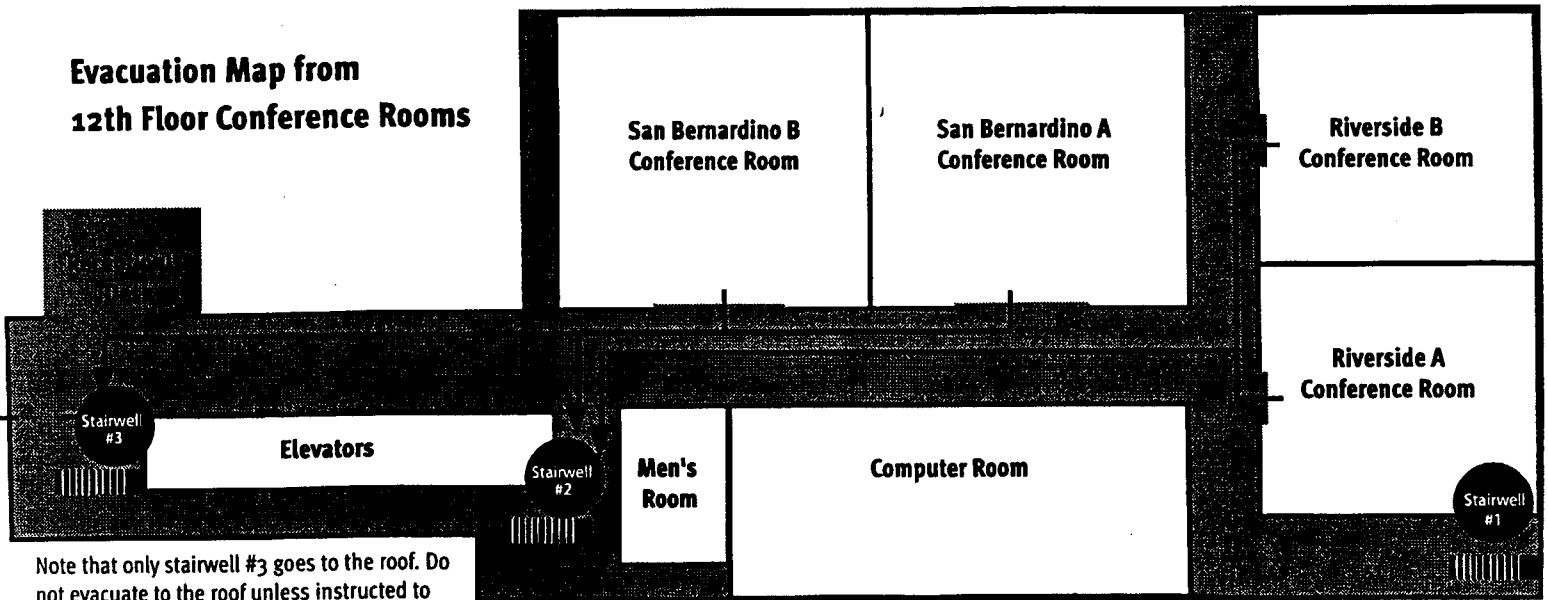 Evacuation Map from
12th Floor Conference Rooms
San Bernardino B
Conference Room
San Bernardino A
Conference Room
Riverside B
Conference Room
Riverside A
Conference Room
Stairwell
#3
Elevators
Stairwell
#2
Men's
Room
Computer Room
Stairwell
#1
Note that only stairwell #3 goes to the roof. Do
not evacuate to the roof unless instructed to